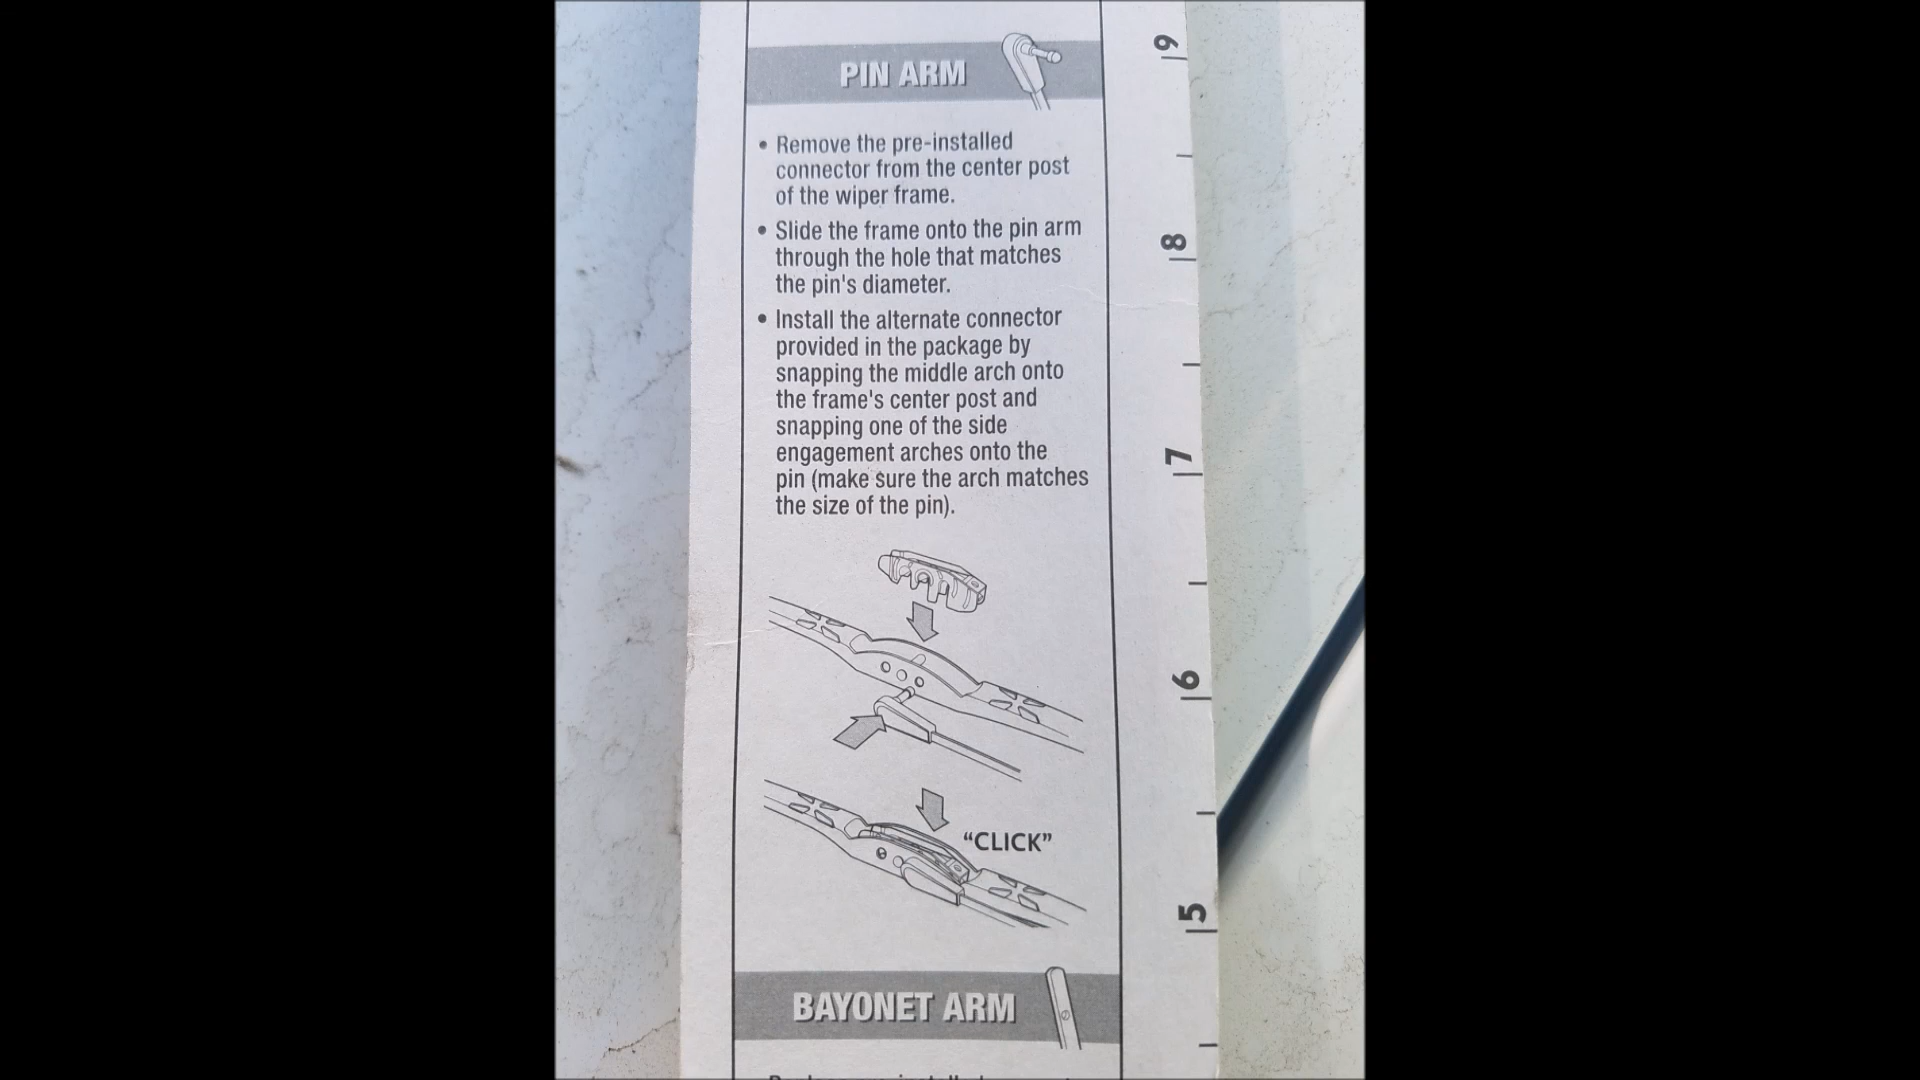 PIN ARM
• Remove the pre-installed
connector from the center post
of the wiper frame.
• Slide the frame onto the pin arm
through the hole that matches
the pin's diameter.
• Install the alternate connector
provided in the package by
snapping the middle arch onto
the frame's center post and
snapping one of the side
engagement arches onto the
pin (make sure the arch matches
the size of the pin).
“CLICK”
BAYONET ARM
9
8
7
6
5